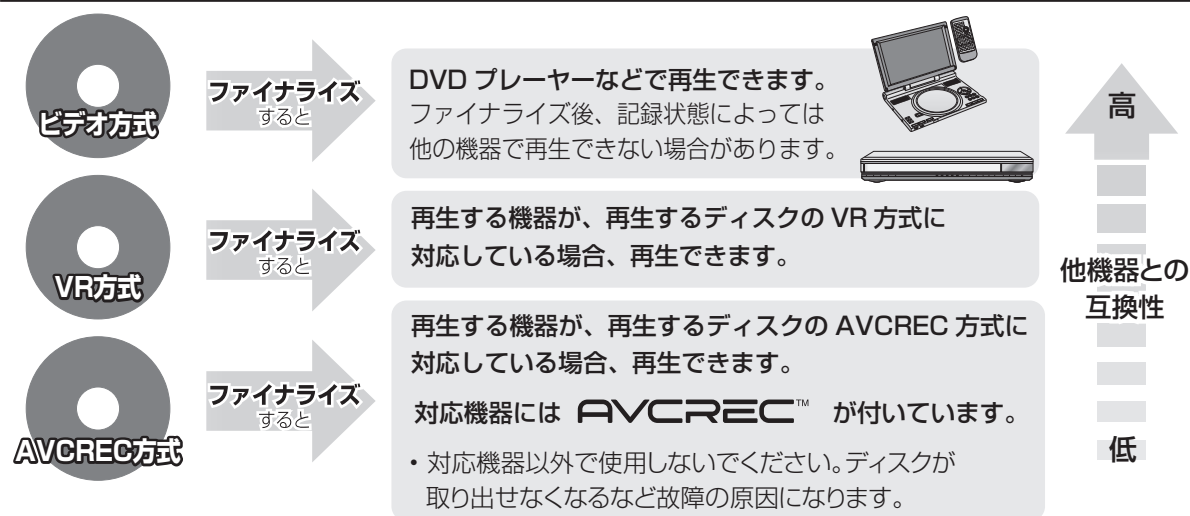 ビデオ方式
ファイナライズ
すると
DVD プレーヤーなどで再生できます。
ファイナライズ後、記録状態によっては
他の機器で再生できない場合があります。
VR方式
ファイナライズ
すると
再生する機器が、再生するディスクの VR 方式に
対応している場合、再生できます。
AVCREC方式
ファイナライズ
すると
再生する機器が、再生するディスクの AVCREC 方式に
対応している場合、再生できます。
対応機器には AVCREC™ が付いています。
・対応機器以外で使用しないでください。ディスクが
取り出せなくなるなど故障の原因になります。
高
他機器との
互換性
低